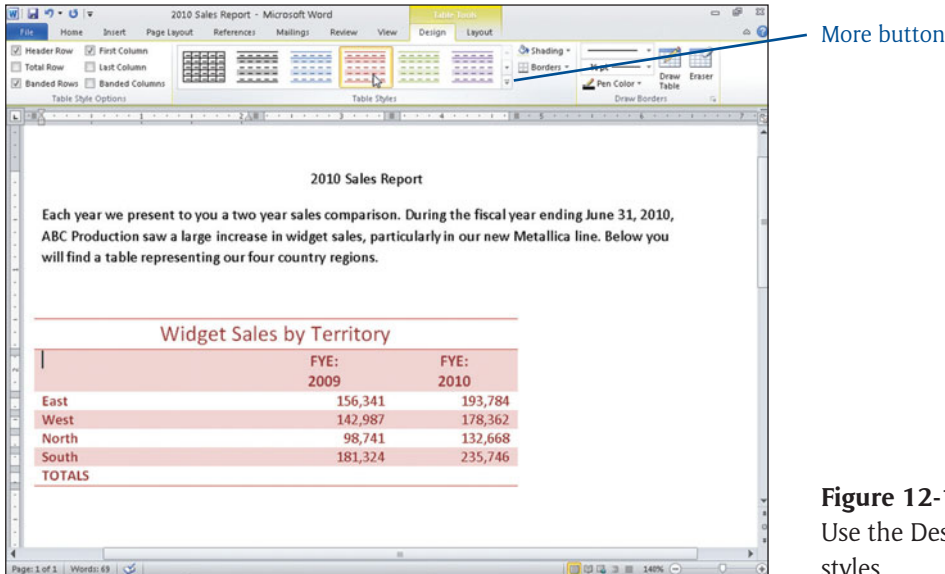 2010 Sales Report - Microsoft Word
Table Tools
File Home Insert Page Layout References Mailings Review View Design Layout
Header Row First Column
Total Row Last Column
Banded Rows Banded Columns
Table Style Options
Table Styles
Shading
Borders
½ pt
Pen Color
Draw Table
Eraser
Draw Borders
More button
2010 Sales Report
Each year we present to you a two year sales comparison. During the fiscal year ending June 31, 2010,
ABC Production saw a large increase in widget sales, particularly in our new Metallica line. Below you
will find a table representing our four country regions.
Widget Sales by Territory
FYE: FYE:
2009 2010
East 156,341 193,784
West 142,987 178,362
North 98,741 132,668
South 181,324 235,746
TOTALS
Page: 1 of 1 Words: 69 140%
Figure 12-
Use the Des
styles